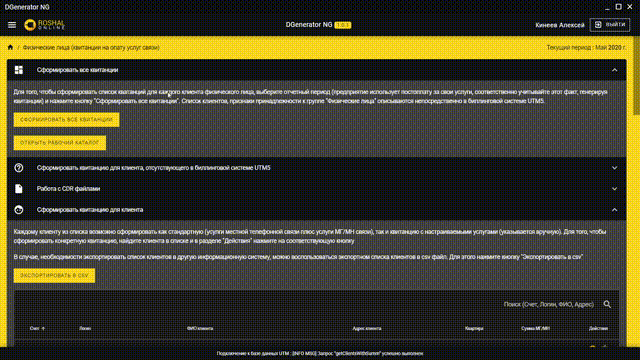 DGenerator NG
ROSHAL
ONLINE
DGenerator NG 1.0.1
Кинеев Алексей
ВЫЙТИ
/ Физические лица (квитанции на опату услуг связи)
Текущий период : Май 2020 г.
Сформировать все квитанции
Для того, чтобы сформировать список квитанций для каждого клиента физического лица, выберите отчетный период (предприятие использует постоплату за свои услуги, соответственно учитывайте этот факт, генерируя
квитанции) и нажмите кнопку "Сформировать все квитанции". Список клиентов, признаки принадлежности к группе "Физические лица" описываются непосредственно в биллинговой системе UTM5.
СФОРМИРОВАТЬ ВСЕ КВИТАНЦИИ
ОТКРЫТЬ РАБОЧИЙ КАТАЛОГ
Сформировать квитанцию для клиента, отсутствующего в биллинговой системе UTM5
Работа с CDR файлами
Сформировать квитанцию для клиента
Каждому клиенту из списка возможно сформировать как стандартную (услуги местной телефонной связи плюс услуги МГ/МН связи), так и квитанцию с настраиваемыми услугами (указывается вручную). Для того, чтобы
сформировать конкретную квитанцию, найдите клиента в списке и в разделе "Действия" нажмите на соответствующую кнопку
В случае, необходимости экспортировать список клиентов в другую информационную систему, можно воспользоваться экспортном списка клиентов в csv файл. Для этого нажмите кнопку "Экспортировать в csv"
ЭКСПОРТИРОВАТЬ В CSV
Поиск (Счет, Логин, ФИО, Адрес)
Счет Логин ФИО клиента Адрес клиента Квартира Сумма МГ/МН Действия
Подключение к базе данных UTM : [INFO MSG] Запрос "getClientsWithSumm" успешно выполнен